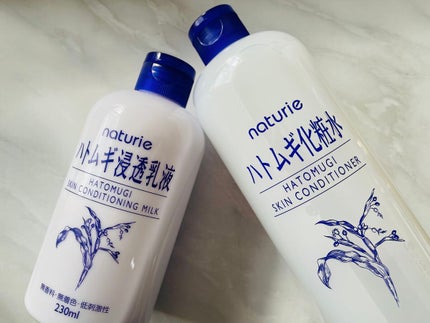 naturie
ハトムギ浸透乳液
HATOMUGI
SKIN CONDITIONING MILK
無香料・無着色・低刺激性
230ml
naturie
ハトムギ化粧水
HATOMUGI
SKIN CONDITIONER